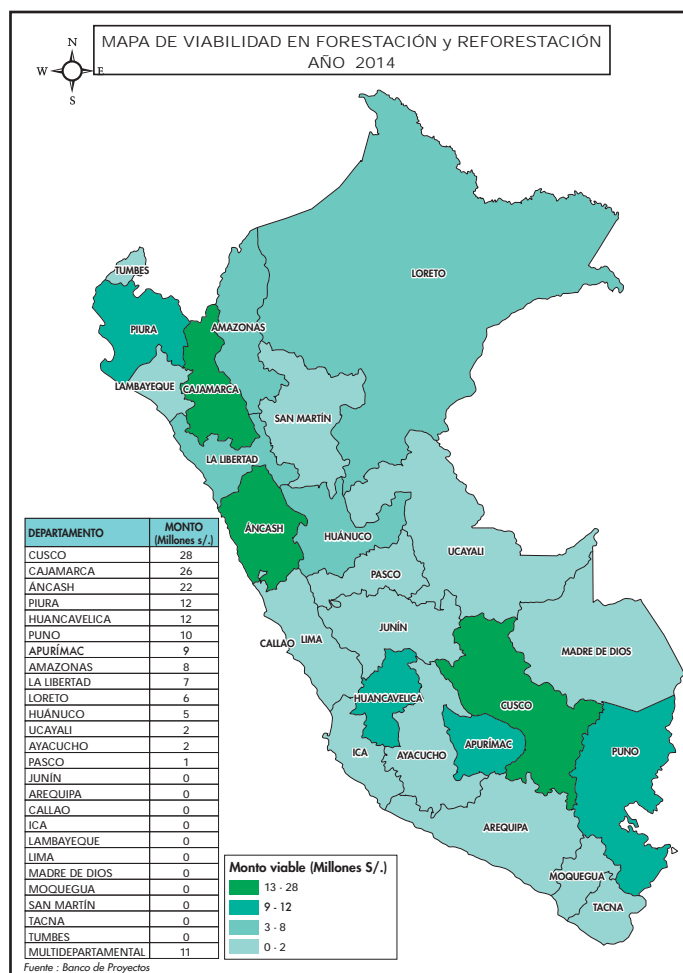 MAPA DE VIABILIDAD EN FORESTACIÓN y REFORESTACIÓN
AÑO 2014
N
W E
S
TUMBES
PIURA
LAMBAYEQUE
CAJAMARCA
AMAZONAS
LORETO
SAN MARTÍN
LA LIBERTAD
ÁNCASH
HUÁNUCO
UCAYALI
PASCO
CALLAO
LIMA
JUNÍN
MADRE DE DIOS
HUANCAVELICA
CUSCO
ICA
AYACUCHO
APURÍMAC
PUNO
AREQUIPA
MOQUEGUA
TACNA
DEPARTAMENTO MONTO (Millones s/.)
CUSCO 28
CAJAMARCA 26
ÁNCASH 22
PIURA 12
HUANCAVELICA 12
PUNO 10
APURÍMAC 9
AMAZONAS 8
LA LIBERTAD 7
LORETO 6
HUÁNUCO 5
UCAYALI 2
AYACUCHO 2
PASCO 1
JUNÍN 0
AREQUIPA 0
CALLAO 0
ICA 0
LAMBAYEQUE 0
LIMA 0
MADRE DE DIOS 0
MOQUEGUA 0
SAN MARTÍN 0
TACNA 0
TUMBES 0
MULTIDEPARTAMENTAL 11
Fuente : Banco de Proyectos
Monto viable (Millones S/.)
13 - 28
9 - 12
3 - 8
0 - 2